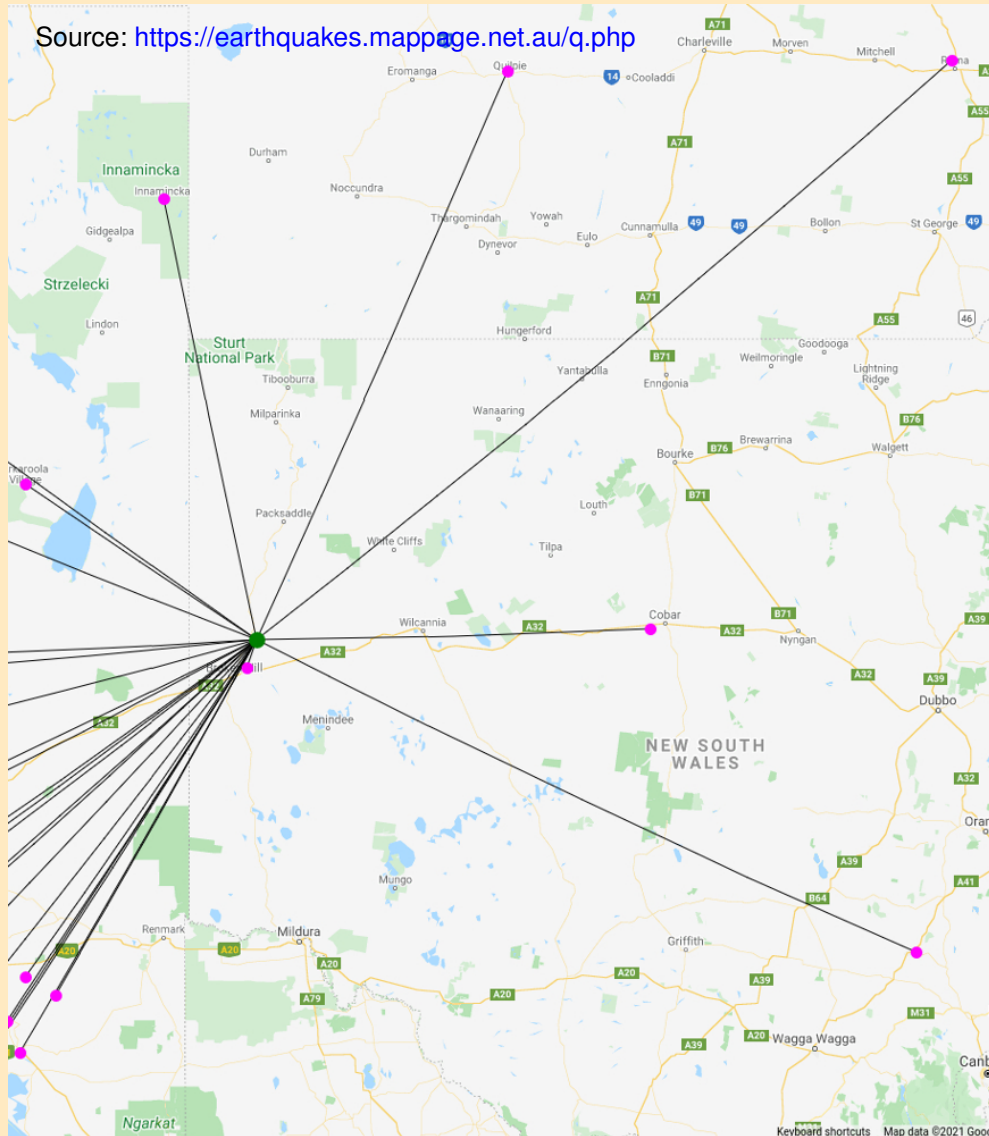 Source: https://earthquakes.mappage.net.au/q.php
A71
Charleville
Morven
Mitchell
Quilpie
Eromanga
14
Cooladdi
A55
Durham
A71
Innamincka
Innamincka
Noccundra
A55
Thargomindah
Yowah
49
49
Bollon
St George
49
Gidgealpa
Eulo
Cunnamulla
Dynevor
Strzelecki
A71
Lindon
Hungerford
A55
46
Sturt
National Park
B71
Goodooga
Weilmoringle
Yantabulla
Lightning
Ridge
Tibooburra
Enngonia
Milparinka
Wanaaring
B76
B76
Brewarrina
Walgett
Bourke
B71
Louth
Packsaddle
White Cliffs
Tilpa
Cobar
B71
Wilcannia
A32
A32
A39
Nyngan
A32
A32
A39
Menindee
A32
Dubbo
NEW SOUTH
WALES
A32
A39
Mungo
A41
B64
Renmark
Mildura
A20
A20
Griffith
A20
A20
A39
A20
A79
M31
A20
A39
Wagga Wagga
Ngarkat
Keyboard shortcuts
Map data ©2021